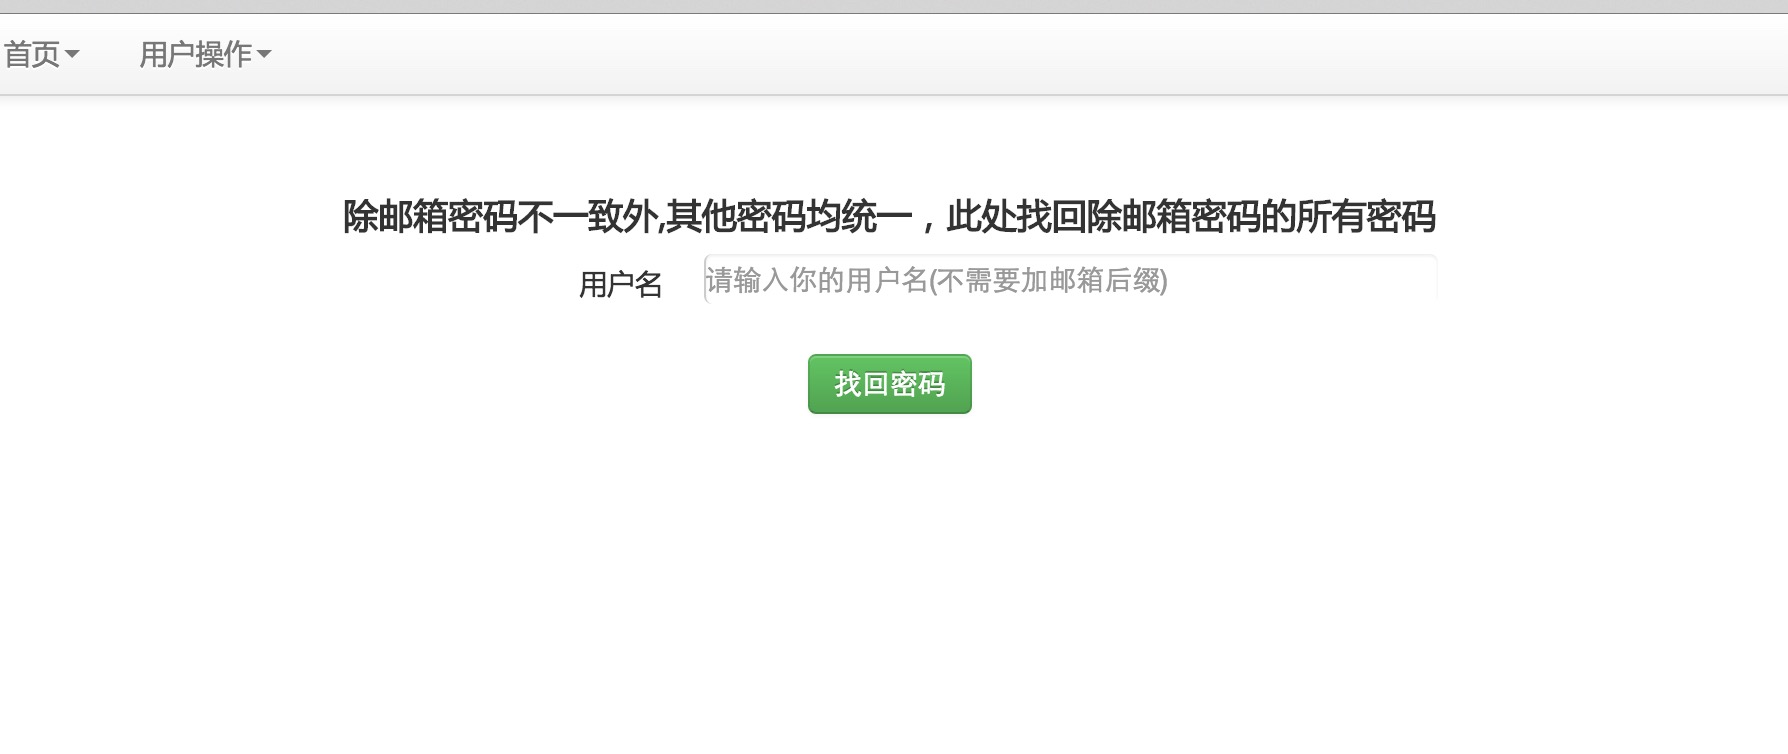 首页 用户操作
除邮箱密码不一致外,其他密码均统一，此处找回除邮箱密码的所有密码
用户名 请输入你的用户名(不需要加邮箱后缀)
找回密码